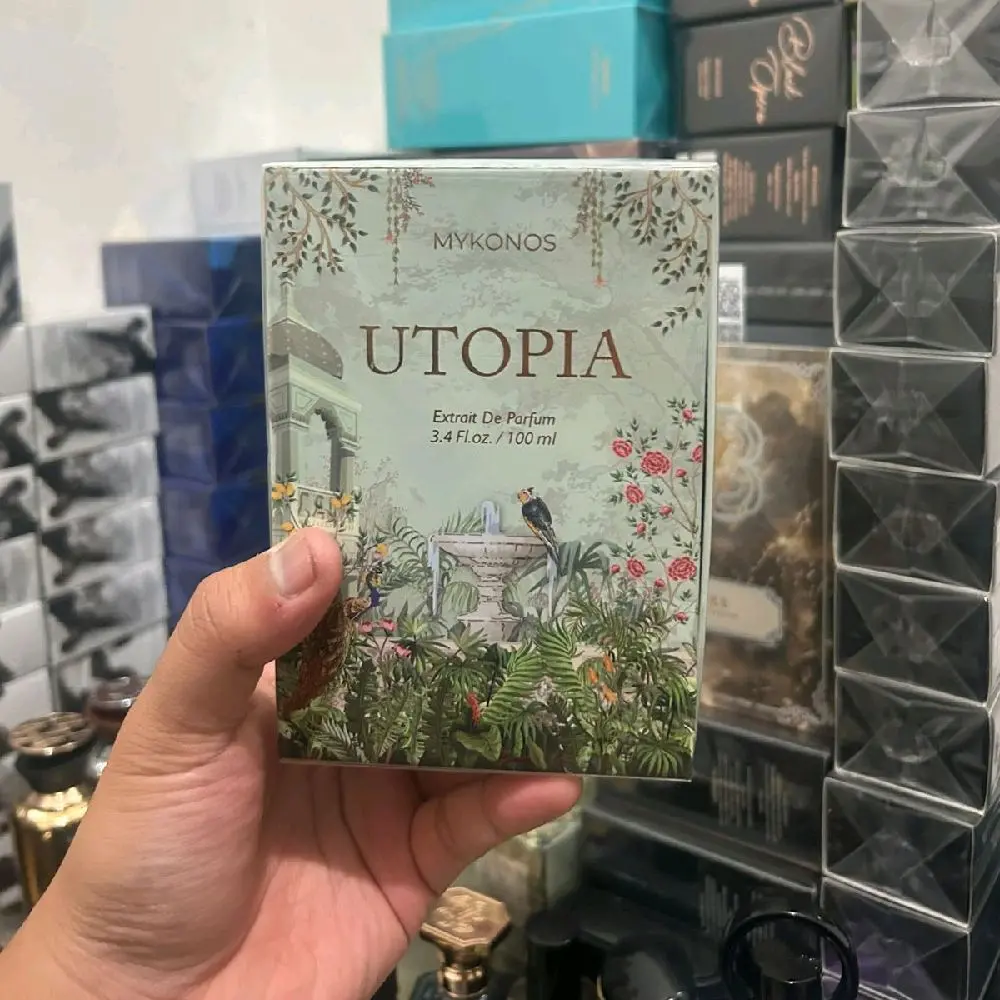 MYKONOS
UTOPIA
Extrait De Parfum
3.4 Fl.oz. / 100 ml